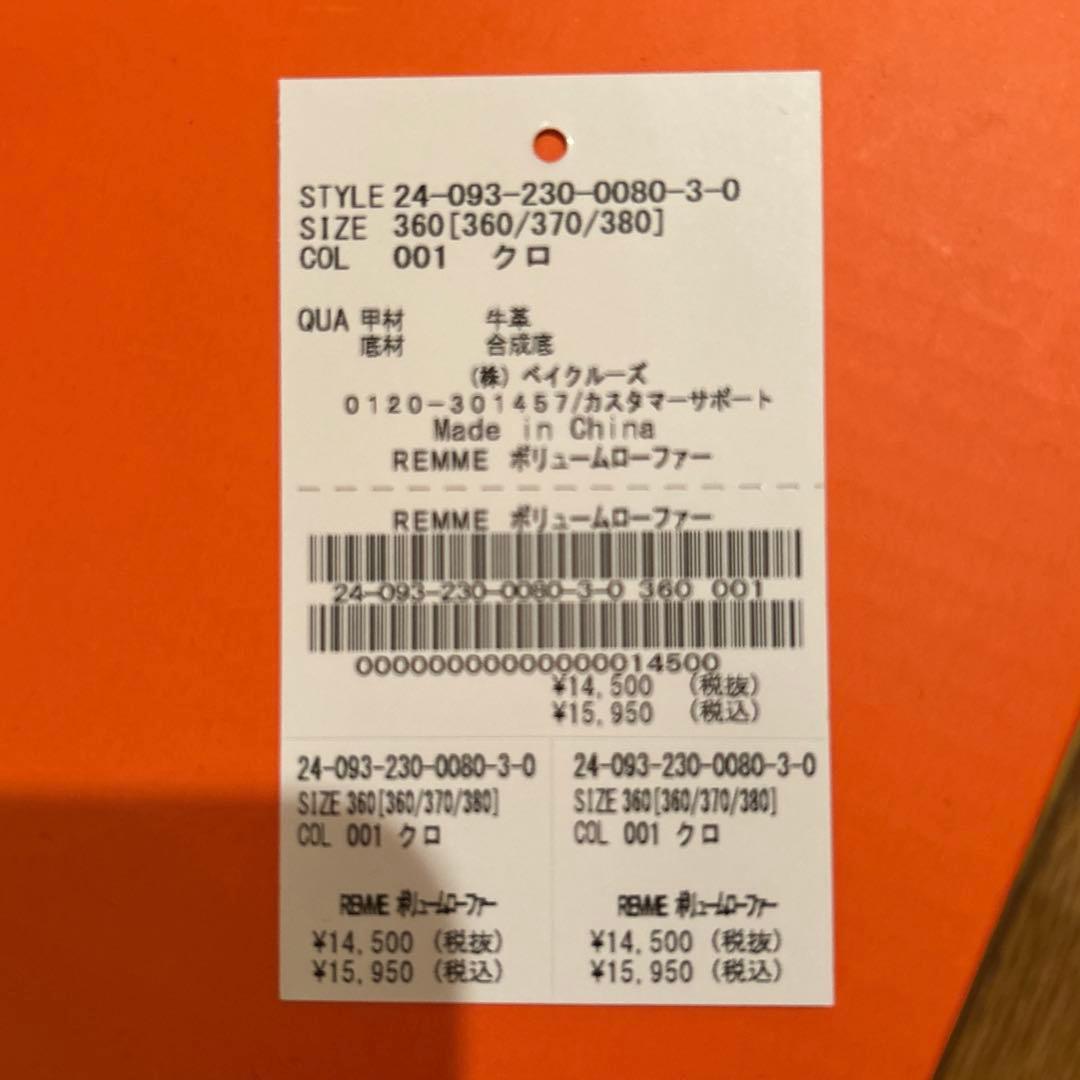 STYLE 24-093-230-0080-3-0
SIZE 360[360/370/380]
COL 001 クロ
QUA 甲材 牛革
底材 合成底
(株) ベイクルーズ
0120-301457/カスタマーサポート
Made in China
REMME ボリュームローファー
REMME ボリュームローファー
24-093-230-0080-3-0 360 001
000000000000000014500
¥14,500 (税抜)
¥15,950 (税込)
24-093-230-0080-3-0
SIZE 360[360/370/380]
COL 001 クロ
REMME ボリュームローファー
¥14,500 (税抜)
¥15,950 (税込)
24-093-230-0080-3-0
SIZE 360[360/370/380]
COL 001 クロ
REMME ボリュームローファー
¥14,500 (税抜)
¥15,950 (税込)